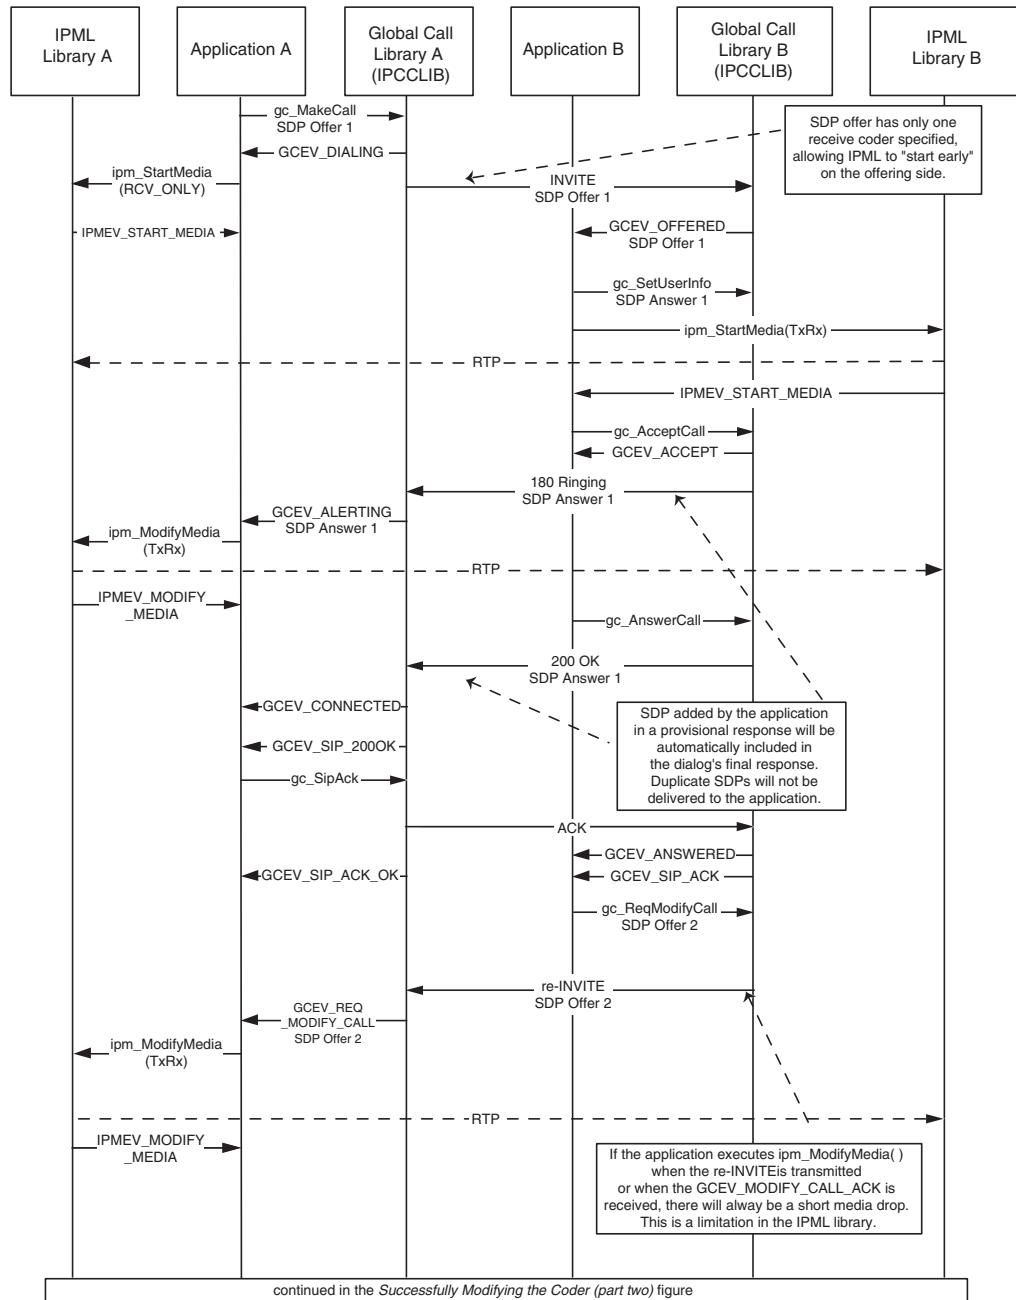 IPML
Library A
Application A
Global Call
Library A
(IPCCLIB)
Application B
Global Call
Library B
(IPCCLIB)
IPML
Library B
gc_MakeCall
SDP Offer 1
SDP offer has only one
receive coder specified,
allowing IPML to "start early"
on the offering side.
GCEV_DIALING
ipm_StartMedia
(RCV_ONLY)
INVITE
SDP Offer 1
IPMEV_START_MEDIA
GCEV_OFFERED
SDP Offer 1
gc_SetUserInfo
SDP Answer 1
ipm_StartMedia(TxRx)
RTP
IPMEV_START_MEDIA
gc_AcceptCall
GCEV_ACCEPT
180 Ringing
SDP Answer 1
GCEV_ALERTING
SDP Answer 1
ipm_ModifyMedia
(TxRx)
RTP
IPMEV_MODIFY
_MEDIA
gc_AnswerCall
200 OK
SDP Answer 1
GCEV_CONNECTED
SDP added by the application
in a provisional response will be
automatically included in
the dialog's final response.
Duplicate SDPs will not be
delivered to the application.
GCEV_SIP_200OK
gc_SipAck
ACK
GCEV_ANSWERED
GCEV_SIP_ACK_OK
GCEV_SIP_ACK
gc_ReqModifyCall
SDP Offer 2
re-INVITE
SDP Offer 2
GCEV_REQ
_MODIFY_CALL
SDP Offer 2
ipm_ModifyMedia
(TxRx)
RTP
IPMEV_MODIFY
_MEDIA
If the application executes ipm_ModifyMedia( )
when the re-INVITEis transmitted
or when the GCEV_MODIFY_CALL_ACK is
received, there will alway be a short media drop.
This is a limitation in the IPML library.
continued in the Successfully Modifying the Coder (part two) figure